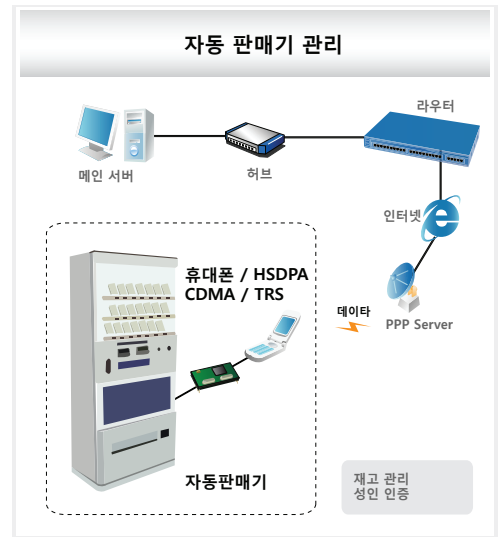 자동 판매기 관리
라우터
메인 서버
허브
인터넷
휴대폰 / HSDPA
CDMA / TRS
데이타
PPP Server
자동판매기
재고 관리
성인 인증